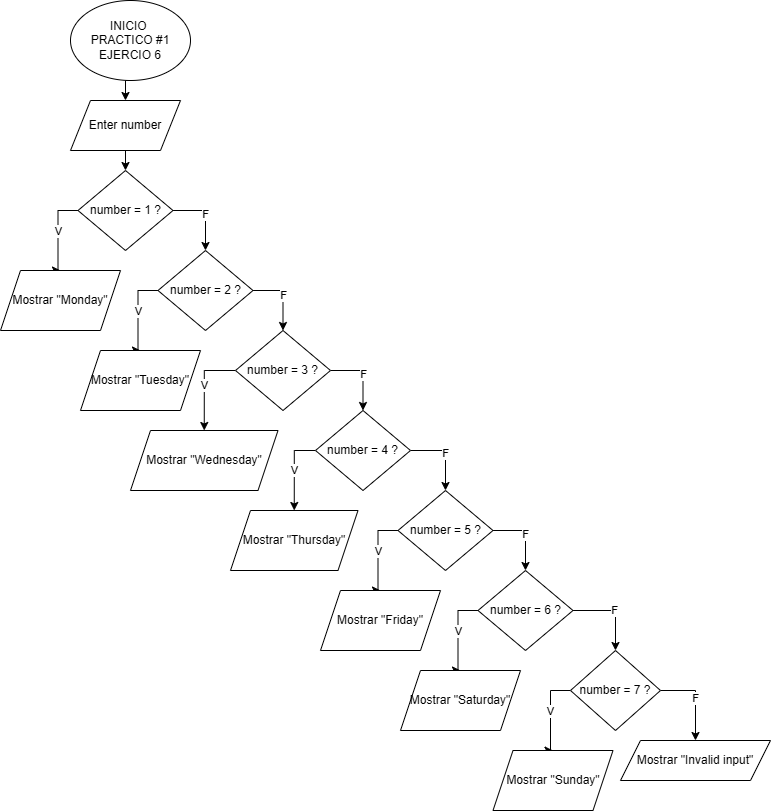 INICIO
PRACTICO #1
EJERCIO 6
Enter number
number = 1 ?
V
F
Mostrar "Monday"
number = 2 ?
V
F
Mostrar "Tuesday"
number = 3 ?
V
F
Mostrar "Wednesday"
number = 4 ?
V
F
Mostrar "Thursday"
number = 5 ?
V
F
Mostrar "Friday"
number = 6 ?
V
F
Mostrar "Saturday"
number = 7 ?
V
F
Mostrar "Sunday"
Mostrar "Invalid input"